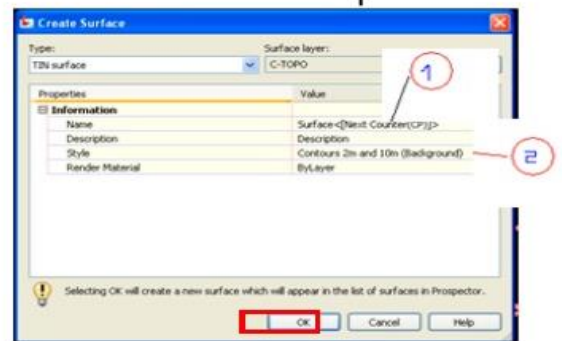 Create Surface
Type: Surface layer:
TIN surface C-TOPO
1
Properties Value
Information
Name Surface<[Next Counter(CP)]>
Description Description
Style Contours 2m and 10m (Background)
2
Render Material ByLayer
Selecting OK will create a new surface which will appear in the list of surfaces in Prospector.
OK Cancel Help